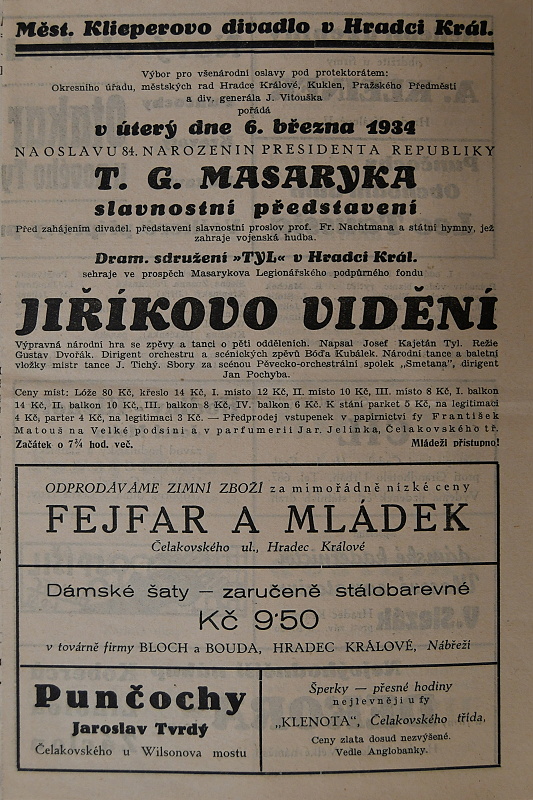 Měst. Klicperovo divadlo v Hradci Král.
Výbor pro všenárodní oslavy pod protektorátem:
Okresního úřadu, městských rad Hradce Králové, Kuklen, Pražského Předměstí
a div. generála J. Vitouška
pořádá
v úterý dne 6. března 1934
NA OSLAVU 84. NAROZENIN PRESIDENTA REPUBLIKY
T. G. MASARYKA
slavnostní představení
Před zahájením divadel. představení slavnostní proslov prof. Fr. Nachtmana a státní hymny, jež
zahraje vojenská hudba.
Dram. sdružení »TYL« v Hradci Král.
sehraje ve prospěch Masarykova Legionářského podpůrného fondu
JIŘÍKOVO VIDĚNÍ
Výpravná národní hra se zpěvy a tanci o pěti odděleních. Napsal Josef Kajetán Tyl. Režie
Gustav Dvořák. Dirigent orchestru a scénických zpěvů Bóďa Kubálek. Národní tance a baletní
vložky mistr tance J. Tichý. Sbory za scénou Pěvecko-orchestrální spolek „Smetana", dirigent
Jan Pochyba.
Ceny míst: Lóže 80 Kč, křeslo 14 Kč, I. místo 12 Kč, II. místo 10 Kč, III. místo 8 Kč, I. balkon
14 Kč, II. balkon 10 Kč, III. balkon 8 Kč, IV. balkon 6 Kč. K stání parket 5 Kč, na legitimaci
4 Kč, parter 4 Kč, na legitimaci 3 Kč. — Předprodej vstupenek v papírnictví fy František
Matouš na Velké podsíni a v parfumerii Jar. Jelínka, Čelakovského tř.
Začátek o 7¾ hod. več. Mládeži přístupno!
ODPRODÁVÁME ZIMNÍ ZBOŽÍ za mimořádně nízké ceny
FEJFAR A MLÁDEK
Čelakovského ul., Hradec Králové
Dámské šaty — zaručeně stálobarevné
Kč 9·50
v továrně firmy BLOCH a BOUDA, HRADEC KRÁLOVÉ, Nábřeží
Punčochy
Jaroslav Tvrdý
Čelakovského u Wilsonova mostu
Šperky — přesné hodiny
nejlevněji u fy
„KLENOTA", Čelakovského třída,
Ceny zlata dosud nezvýšené.
Vedle Anglobanky.